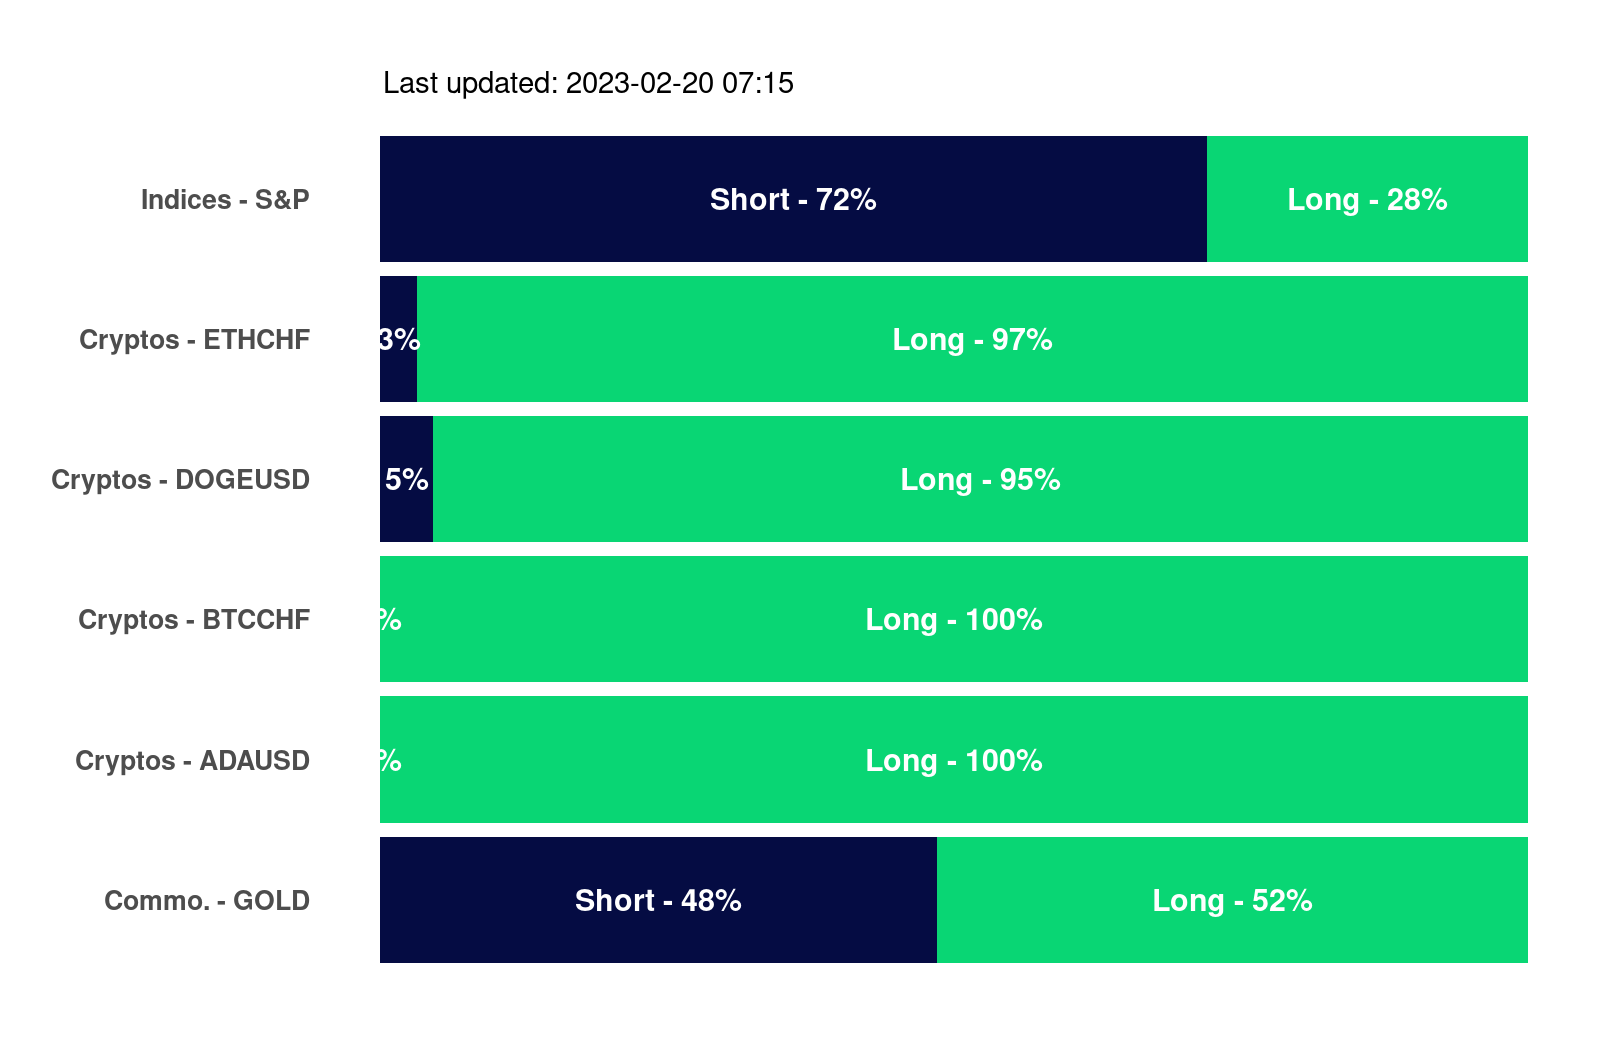 Last updated: 2023-02-20 07:15
Indices - S&P Short - 72% Long - 28%
Cryptos - ETHCHF 3% Long - 97%
Cryptos - DOGEUSD 5% Long - 95%
Cryptos - BTCCHF % Long - 100%
Cryptos - ADAUSD % Long - 100%
Commo. - GOLD Short - 48% Long - 52%